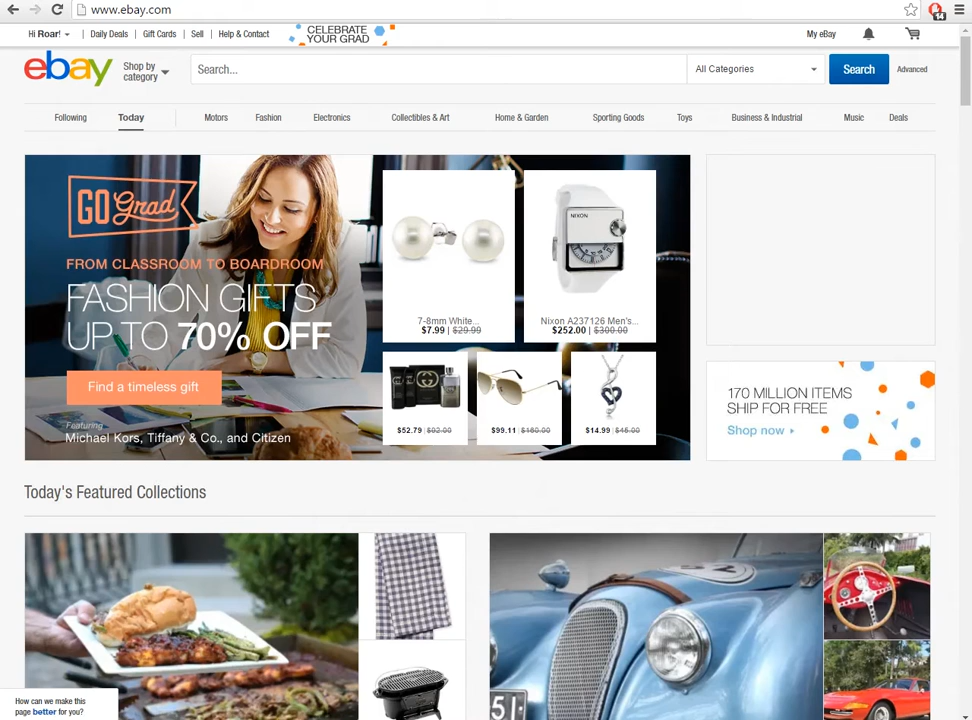 www.ebay.com
14
Hi Roar!
Daily Deals
Gift Cards
Sell
Help & Contact
CELEBRATE
YOUR GRAD
My eBay
ebay
Shop by
category
Search...
All Categories
Search
Advanced
Following
Today
Motors
Fashion
Electronics
Collectibles & Art
Home & Garden
Sporting Goods
Toys
Business & Industrial
Music
Deals
GO Grad
FROM CLASSROOM TO BOARDROOM
FASHION GIFTS
UP TO 70% OFF
Find a timeless gift
Featuring
Michael Kors, Tiffany & Co., and Citizen
7-8mm White...
$7.99 | $29.99
NIXON
Nixon A237126 Men's...
$252.00 | $300.00
$52.79 | $92.00
$99.11 | $160.00
$14.99 | $45.00
170 MILLION ITEMS
SHIP FOR FREE
Shop now
Today's Featured Collections
51
How can we make this
page better for you?